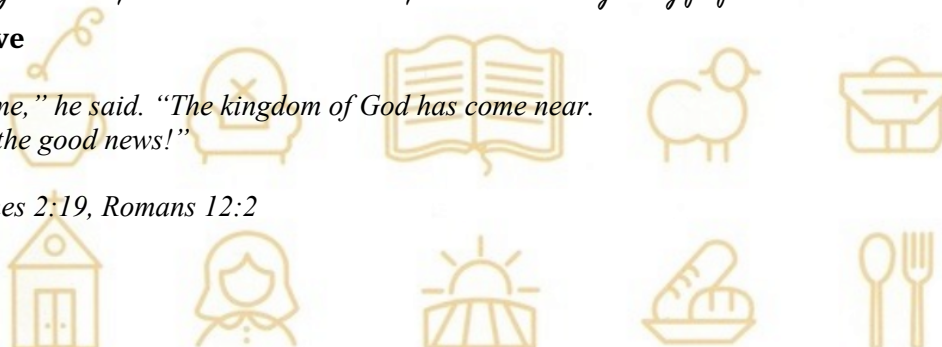 ve
me,” he said. “The kingdom of God has come near.
the good news!”
es 2:19, Romans 12:2